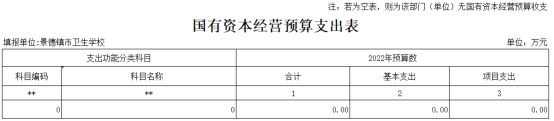 注：若为空表，则为该部门（单位）无国有资本经营预算收支
国有资本经营预算支出表
填报单位:景德镇市卫生学校 单位：万元
支出功能分类科目 2022年预算数
科目编码 科目名称 合计 基本支出 项目支出
** ** 1 2 3
0 0 0.00 0.00 0.00